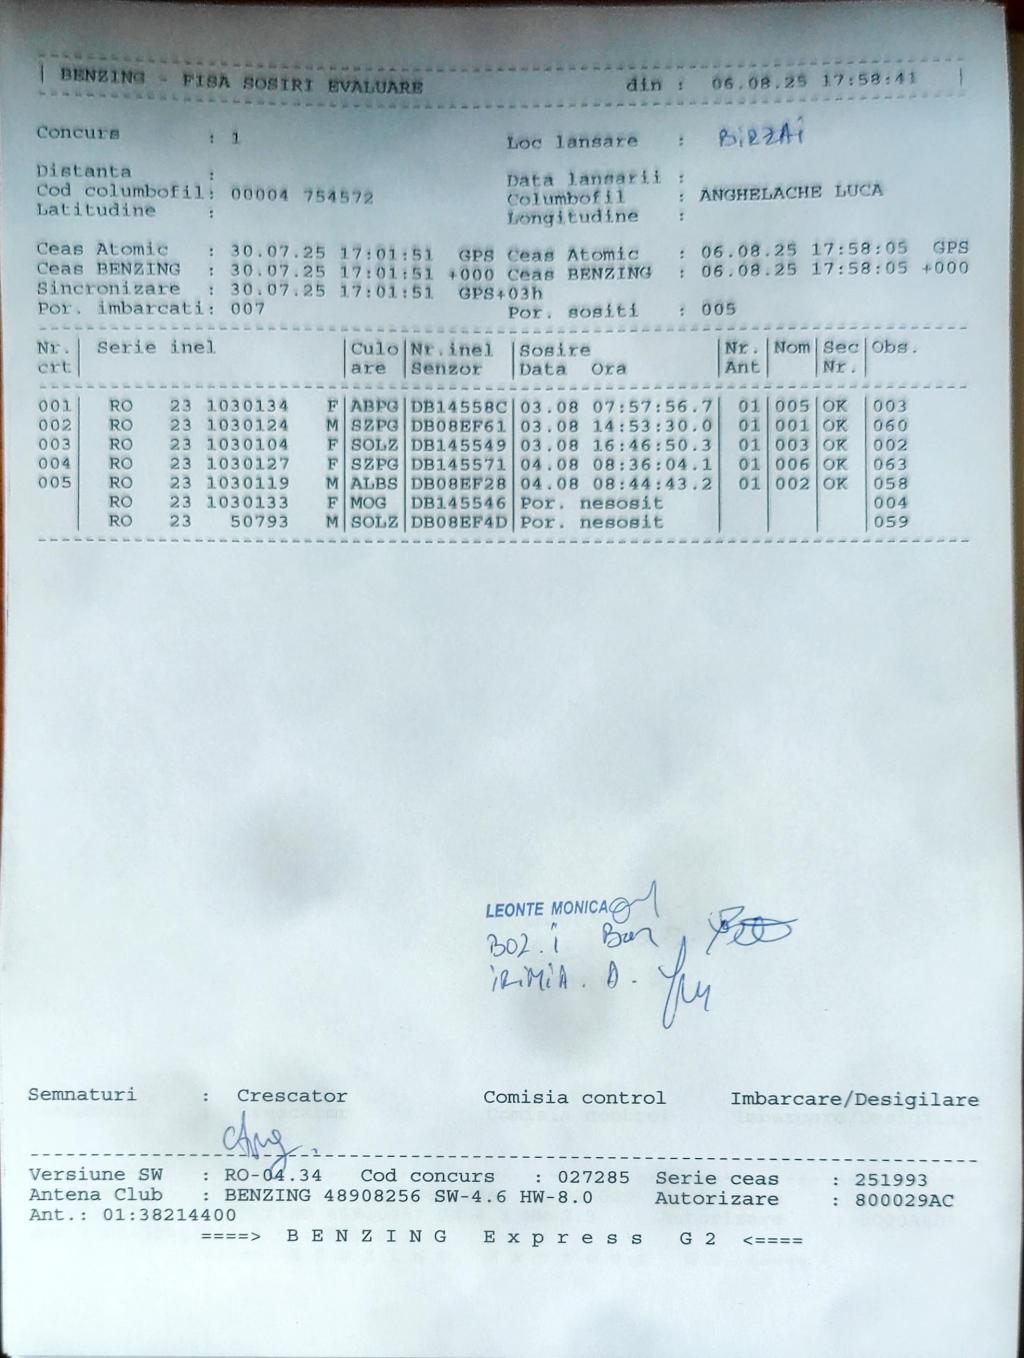 BENZING - FISA SOSIRI EVALUARE din : 06.08.25 17:58:41
Concurs : 1 Loc lansare : BIRZAI
Distanta : Data lansarii :
Cod columbofil: 00004 754572 Columbofil : ANGHELACHE LUCA
Latitudine : Longitudine :
Ceas Atomic : 30.07.25 17:01:51 GPS Ceas Atomic : 06.08.25 17:58:05 GPS
Ceas BENZING : 30.07.25 17:01:51 +000 Ceas BENZING : 06.08.25 17:58:05 +000
Sincronizare : 30.07.25 17:01:51 GPS+03h
Por. imbarcati: 007 Por. sositi : 005
Nr. Serie inel Culo Nr.inel Sosire Nr. Nom Sec Obs.
crt are Senzor Data Ora Ant Nr.
001 RO 23 1030134 F ABPG DB14558C 03.08 07:57:56.7 01 005 OK 003
002 RO 23 1030124 M SZPG DB08EF61 03.08 14:53:30.0 01 001 OK 060
003 RO 23 1030104 F SOLZ DB145549 03.08 16:46:50.3 01 003 OK 002
004 RO 23 1030127 F SZPG DB145571 04.08 08:36:04.1 01 006 OK 063
005 RO 23 1030119 M ALBS DB08EF28 04.08 08:44:43.2 01 002 OK 058
RO 23 1030133 F MOG DB145546 Por. nesosit 004
RO 23 50793 M SOLZ DB08EF4D Por. nesosit 059
LEONTE MONICA
IRIMIA. A.
Semnaturi : Crescator Comisia control Imbarcare/Desigilare
Versiune SW : RO-04.34 Cod concurs : 027285 Serie ceas : 251993
Antena Club : BENZING 48908256 SW-4.6 HW-8.0 Autorizare : 800029AC
Ant.: 01:38214400
====> B E N Z I N G E x p r e s s G 2 <====